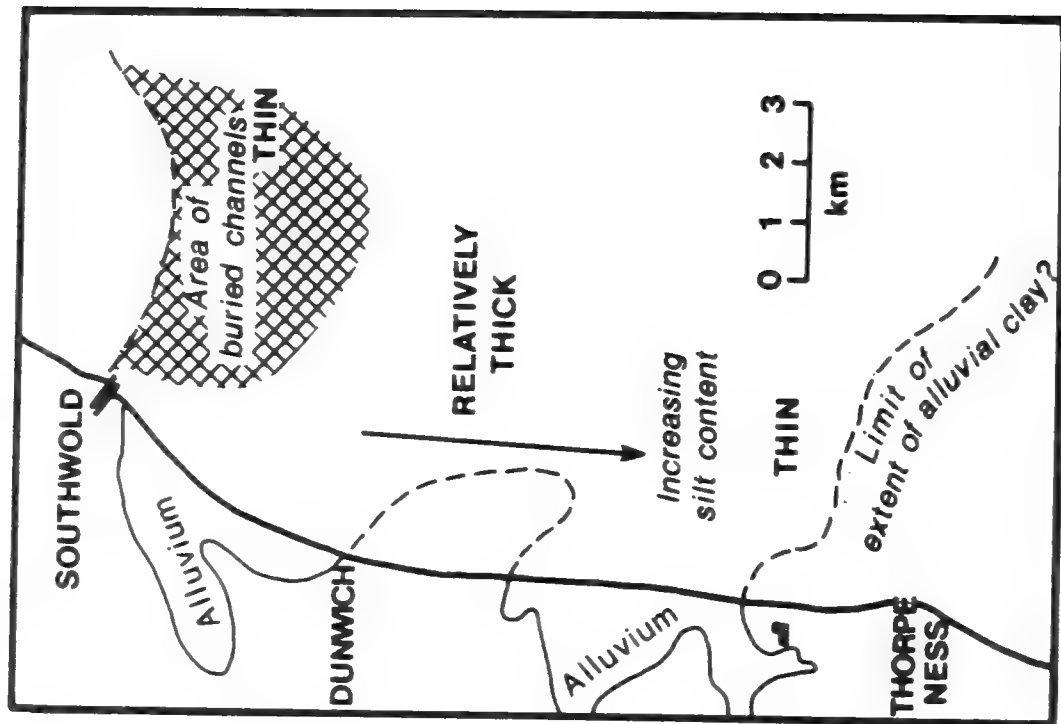 SOUTHWOLD
Alluvium
DUNWICH
Alluvium
THORPE
NESS
Area of
buried channels
THIN
RELATIVELY
THICK
Increasing
silt content
THIN
Limit of
extent of alluvial clay?
0 1 2 3
km